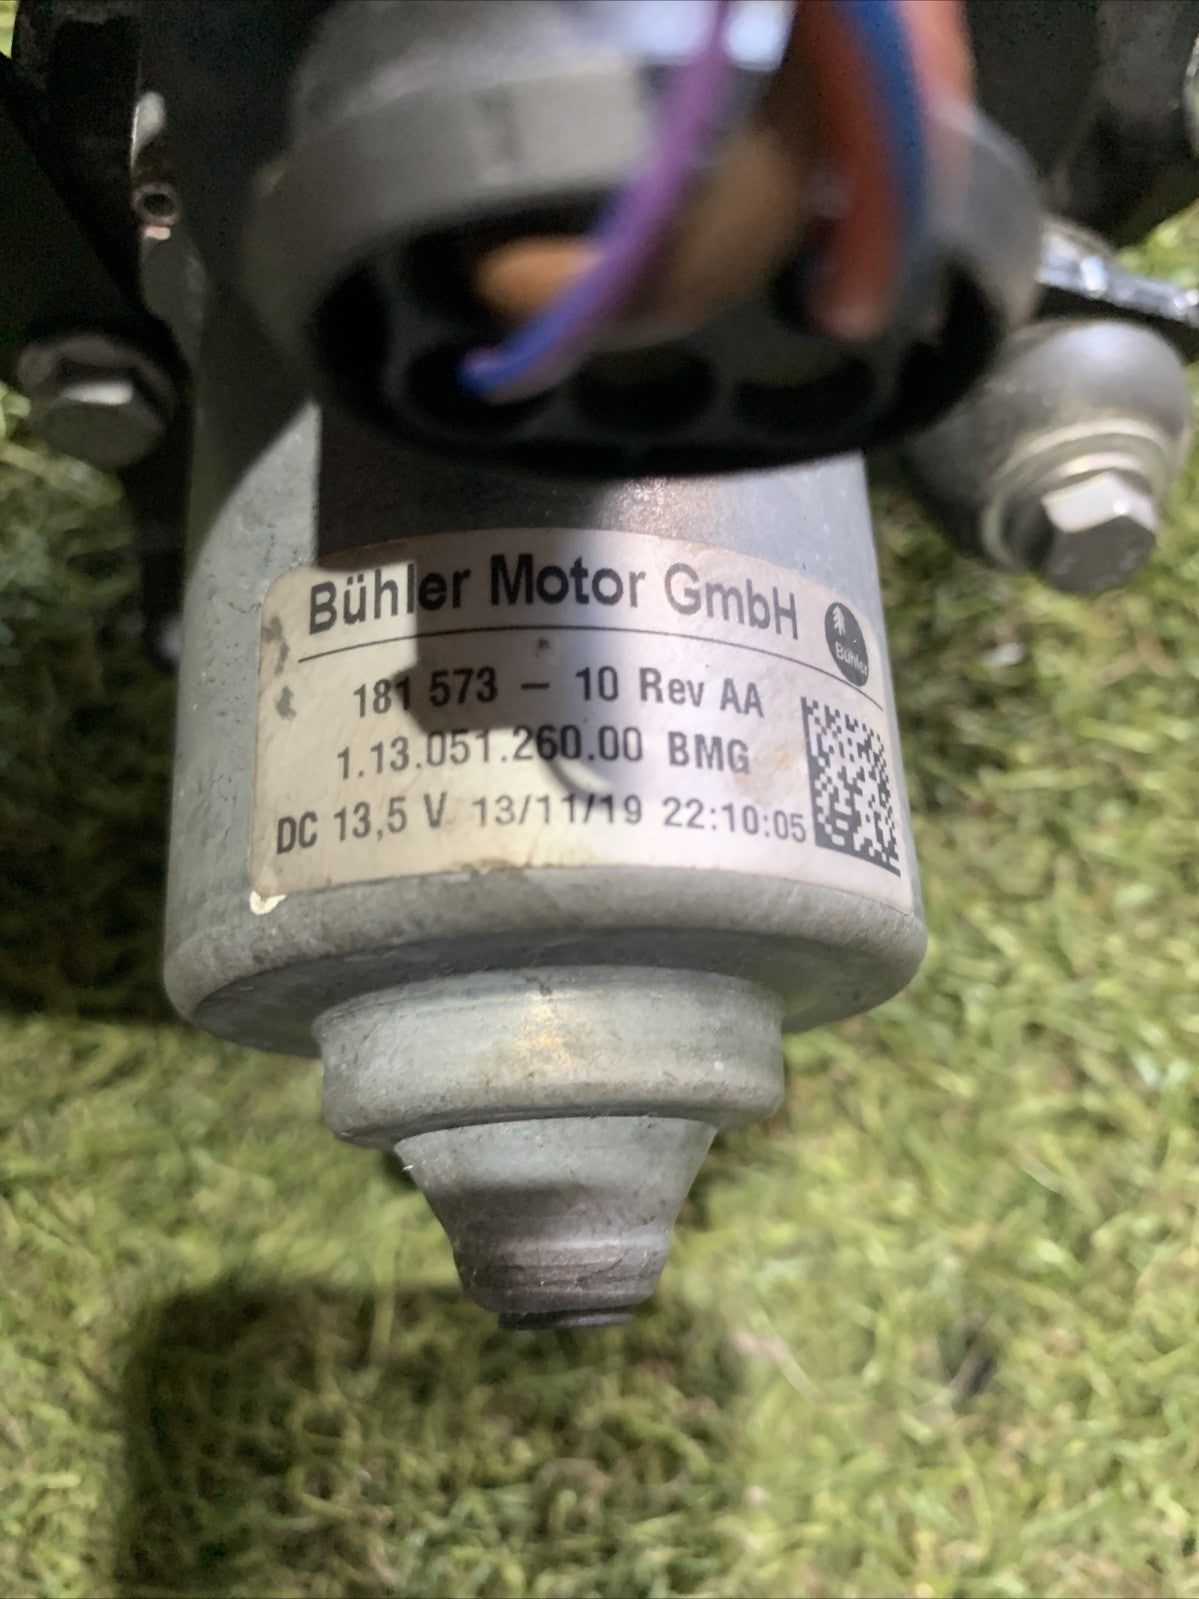 Bühler Motor GmbH
Bühler
181 573 – 10 Rev AA
1.13.051.260.00 BMG
DC 13,5 V 13/11/19 22:10:05